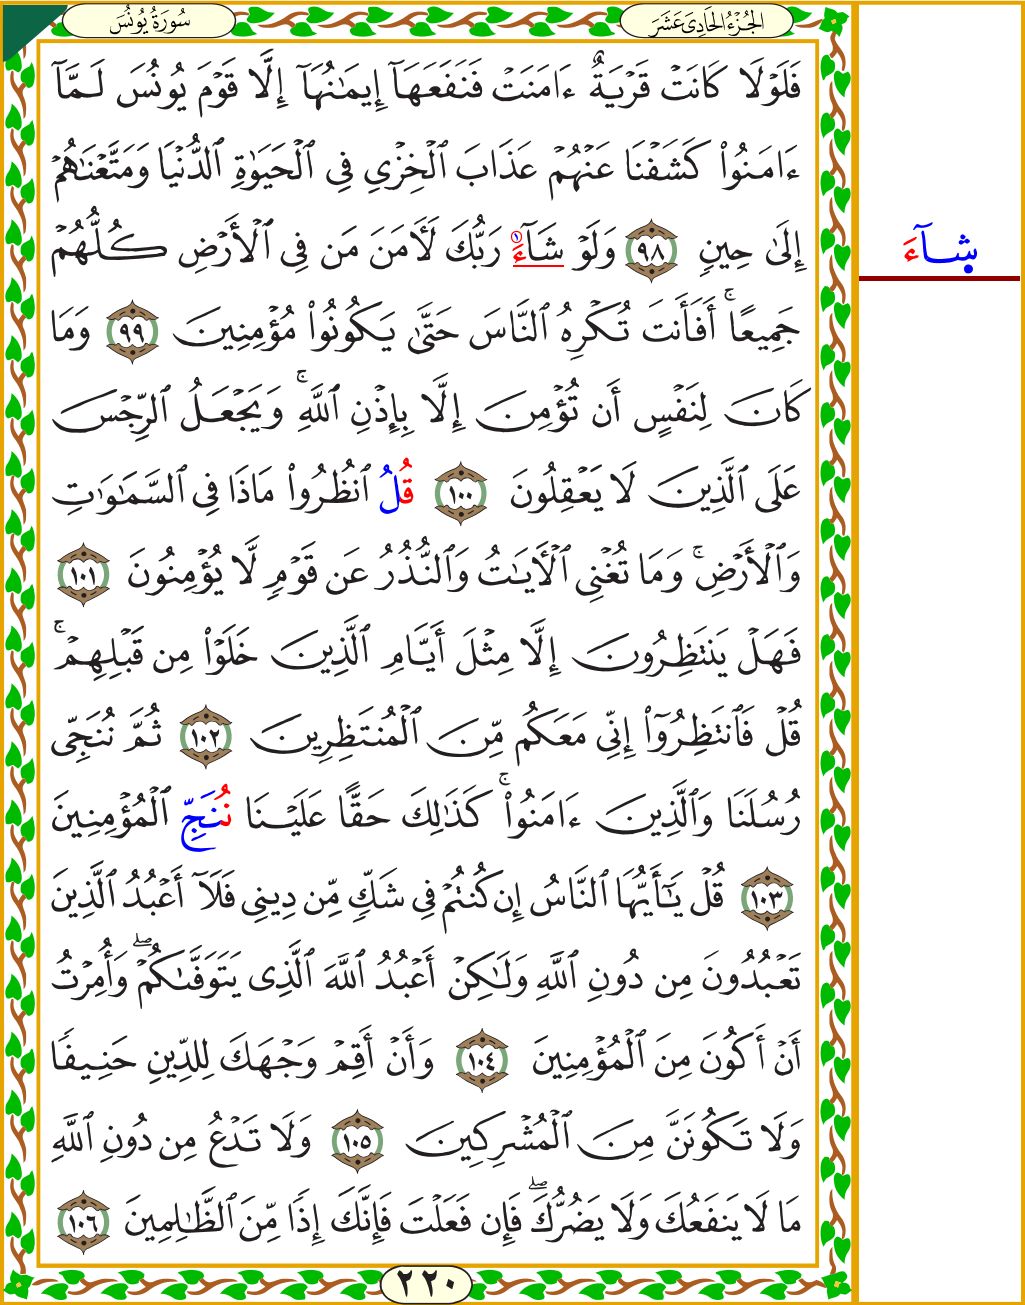 سُورَةُ يُونُسَ
الجُزْءُ الحَادِىَ عَشَرَ
فَلَوْلَا كَانَتْ قَرْيَةٌ ءَامَنَتْ فَنَفَعَهَآ إِيمَٰنُهَآ إِلَّا قَوْمَ يُونُسَ لَمَّآ
ءَامَنُوا۟ كَشَفْنَا عَنْهُمْ عَذَابَ ٱلْخِزْىِ فِى ٱلْحَيَوٰةِ ٱلدُّنْيَا وَمَتَّعْنَٰهُمْ
إِلَىٰ حِينٍ ٩٨ وَلَوْ شَآءَ ١ رَبُّكَ لَءَامَنَ مَن فِى ٱلْأَرْضِ كُلُّهُمْ
شِآءَ
جَمِيعًا ۚ أَفَأَنتَ تُكْرِهُ ٱلنَّاسَ حَتَّىٰ يَكُونُوا۟ مُؤْمِنِينَ ٩٩ وَمَا
كَانَ لِنَفْسٍ أَن تُؤْمِنَ إِلَّا بِإِذْنِ ٱللَّهِ ۚ وَيَجْعَلُ ٱلرِّجْسَ
عَلَى ٱلَّذِينَ لَا يَعْقِلُونَ ١٠٠ قُلُ ٱنظُرُوا۟ مَاذَا فِى ٱلسَّمَٰوَٰتِ
وَٱلْأَرْضِ ۚ وَمَا تُغْنِى ٱلْءَايَٰتُ وَٱلنُّذُرُ عَن قَوْمٍ لَّا يُؤْمِنُونَ ١٠١
فَهَلْ يَنتَظِرُونَ إِلَّا مِثْلَ أَيَّامِ ٱلَّذِينَ خَلَوْا۟ مِن قَبْلِهِمْ ۚ
قُلْ فَٱنتَظِرُوٓا۟ إِنِّى مَعَكُم مِّنَ ٱلْمُنتَظِرِينَ ١٠٢ ثُمَّ نُنَجِّى
رُسُلَنَا وَٱلَّذِينَ ءَامَنُوا۟ ۚ كَذَٰلِكَ حَقًّا عَلَيْنَا نُنَجِّ ٱلْمُؤْمِنِينَ
١٠٣ قُلْ يَٰٓأَيُّهَا ٱلنَّاسُ إِن كُنتُمْ فِى شَكٍّ مِّن دِينِى فَلَآ أَعْبُدُ ٱلَّذِينَ
تَعْبُدُونَ مِن دُونِ ٱللَّهِ وَلَٰكِنْ أَعْبُدُ ٱللَّهَ ٱلَّذِى يَتَوَفَّىٰكُمْ ۖ وَأُمِرْتُ
أَنْ أَكُونَ مِنَ ٱلْمُؤْمِنِينَ ١٠٤ وَأَنْ أَقِمْ وَجْهَكَ لِلدِّينِ حَنِيفًا
وَلَا تَكُونَنَّ مِنَ ٱلْمُشْرِكِينَ ١٠٥ وَلَا تَدْعُ مِن دُونِ ٱللَّهِ
مَا لَا يَنفَعُكَ وَلَا يَضُرُّكَ ۖ فَإِن فَعَلْتَ فَإِنَّكَ إِذًا مِّنَ ٱلظَّٰلِمِينَ ١٠٦
٢٢٠